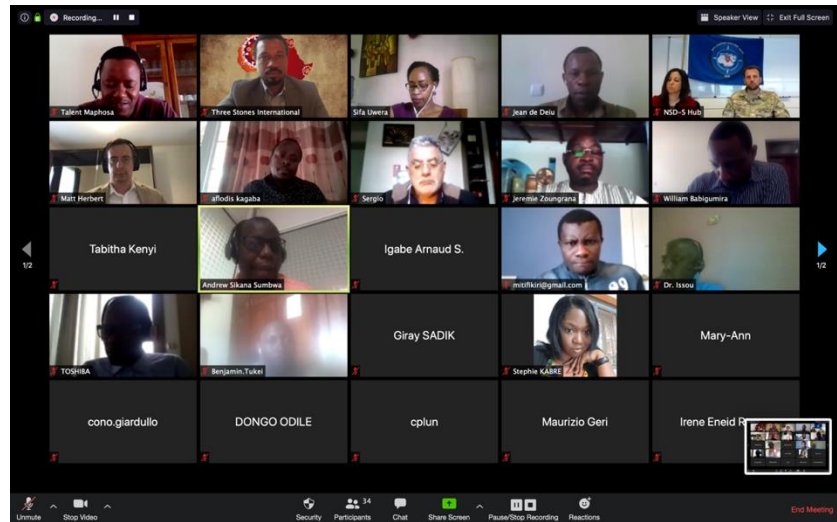 Recording...
Speaker View
Exit Full Screen
Talent Maphosa
Three Stones International
Sifa Uwera
Jean de Deiu
NSD-S Hub
Matt Herbert
aflodis kagaba
Sergio
Jeremie Zoungrana
William Babigumira
Tabitha Kenyi
Andrew Sikana Sumbwa
Igabe Arnaud S.
mitifikiri@gmail.com
Dr. Issou
1/2
1/2
TOSHIBA
Benjamin.Tukei
Giray SADIK
Stephie KABRE
Mary-Ann
cono.giardullo
DONGO ODILE
cplun
Maurizio Geri
Irene Eneid
Unmute
Stop Video
Security
Participants
34
Chat
Share Screen
Pause/Stop Recording
Reactions
End Meeting